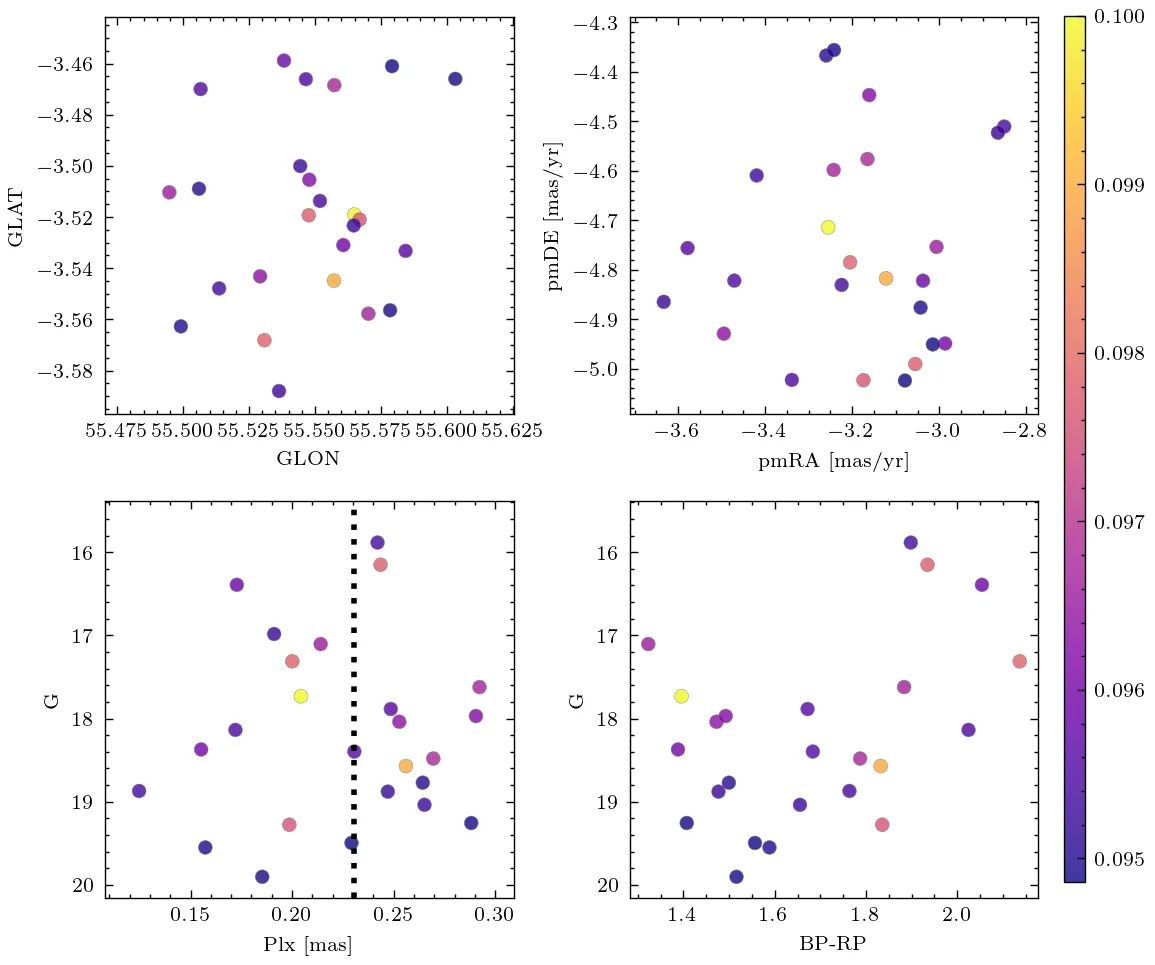 −3.46
−3.48
−3.50
−3.52
−3.54
−3.56
−3.58
GLAT
55.475 55.500 55.525 55.550 55.575 55.600 55.625
GLON
−4.3
−4.4
−4.5
−4.6
−4.7
−4.8
−4.9
−5.0
pmDE [mas/yr]
−3.6 −3.4 −3.2 −3.0 −2.8
pmRA [mas/yr]
16
17
18
19
20
G
0.15 0.20 0.25 0.30
Plx [mas]
16
17
18
19
20
G
1.4 1.6 1.8 2.0
BP-RP
0.100
0.099
0.098
0.097
0.096
0.095